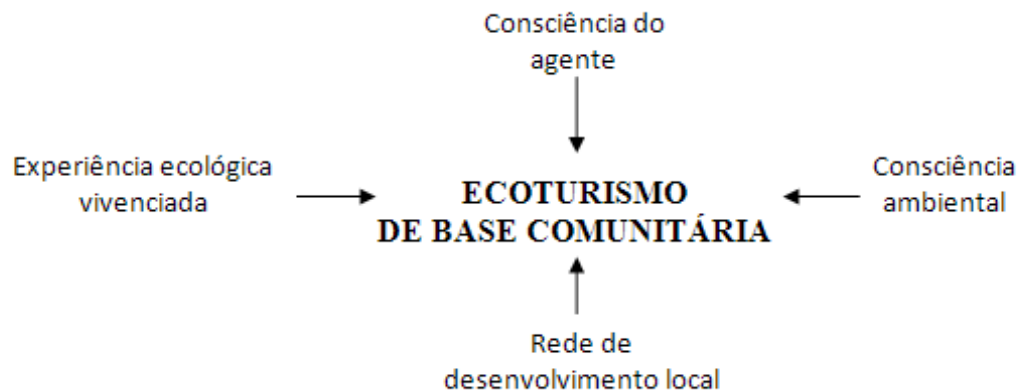 Consciência do
agente
Experiência ecológica
vivenciada
ECOTURISMO
DE BASE COMUNITÁRIA
Consciência
ambiental
Rede de
desenvolvimento local